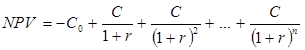 NPV = -C₀ + C/(1+r) + C/(1+r)² + ... + C/(1+r)ⁿ